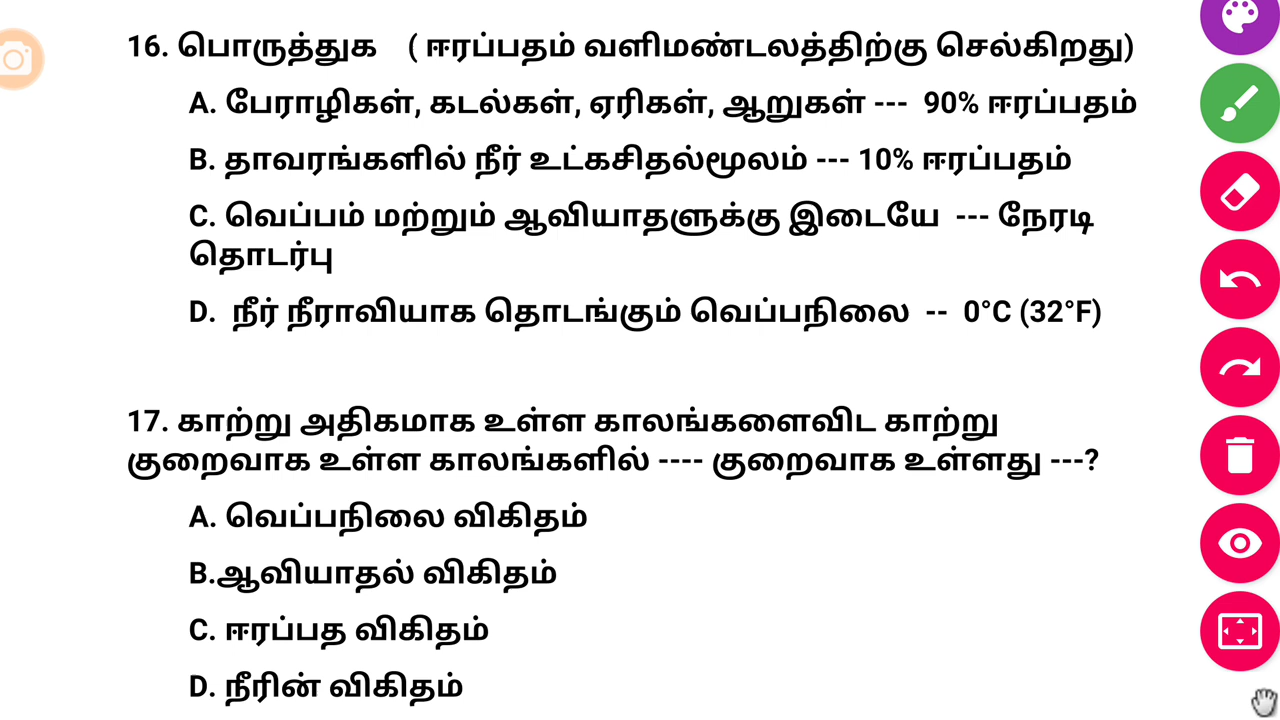 16. பொருத்துக ( ஈரப்பதம் வளிமண்டலத்திற்கு செல்கிறது)
A. பேராழிகள், கடல்கள், ஏரிகள், ஆறுகள் --- 90% ஈரப்பதம்
B. தாவரங்களில் நீர் உட்கசிதல்மூலம் --- 10% ஈரப்பதம்
C. வெப்பம் மற்றும் ஆவியாதளுக்கு இடையே --- நேரடி
தொடர்பு
D. நீர் நீராவியாக தொடங்கும் வெப்பநிலை -- 0°C (32°F)
17. காற்று அதிகமாக உள்ள காலங்களைவிட காற்று
குறைவாக உள்ள காலங்களில் ---- குறைவாக உள்ளது ---?
A. வெப்பநிலை விகிதம்
B.ஆவியாதல் விகிதம்
C. ஈரப்பத விகிதம்
D. நீரின் விகிதம்